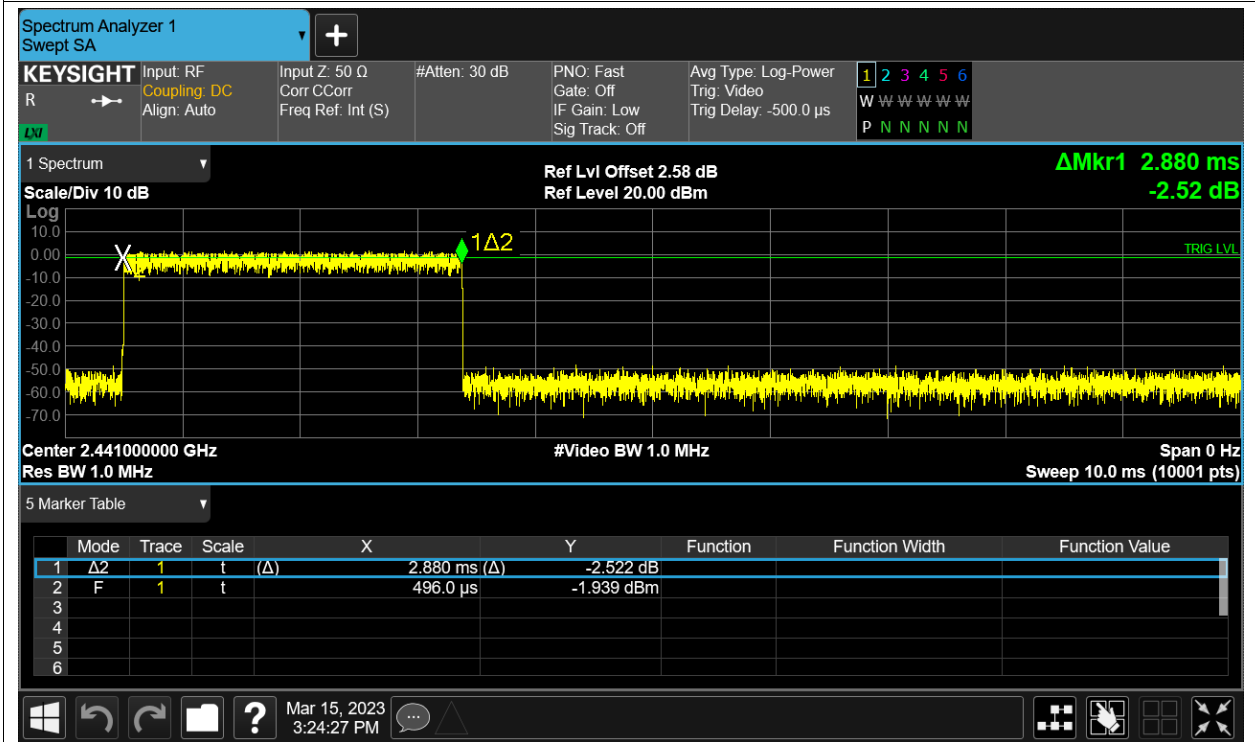 Spectrum Analyzer 1
Swept SA
KEYSIGHT
R
LXI
Input: RF
Coupling: DC
Align: Auto
Input Z: 50 Ω
Corr CCorr
Freq Ref: Int (S)
#Atten: 30 dB
PNO: Fast
Gate: Off
IF Gain: Low
Sig Track: Off
Avg Type: Log-Power
Trig: Video
Trig Delay: -500.0 µs
1 2 3 4 5 6
W W W W W W
P N N N N N
1 Spectrum
Scale/Div 10 dB
Ref Lvl Offset 2.58 dB
Ref Level 20.00 dBm
ΔMkr1 2.880 ms
-2.52 dB
Log
10.0
0.00
-10.0
-20.0
-30.0
-40.0
-50.0
-60.0
-70.0
X
2
1Δ2
TRIG LVL
Center 2.441000000 GHz
#Video BW 1.0 MHz
Span 0 Hz
Res BW 1.0 MHz
Sweep 10.0 ms (10001 pts)
5 Marker Table
Mode Trace Scale X Y Function Function Width Function Value
1 Δ2 1 t (Δ) 2.880 ms (Δ) -2.522 dB
2 F 1 t 496.0 µs -1.939 dBm
3
4
5
6
?
Mar 15, 2023
3:24:27 PM